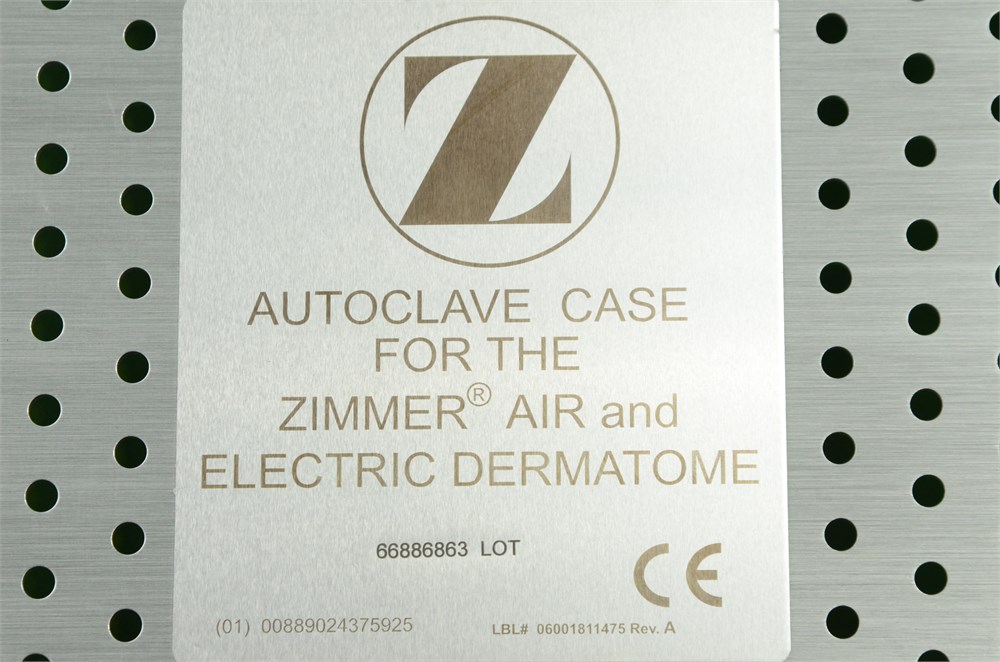 Z
AUTOCLAVE CASE
FOR THE
ZIMMER® AIR and
ELECTRIC DERMATOME
66886863 LOT
CE
(01) 00889024375925
LBL# 06001811475 Rev. A